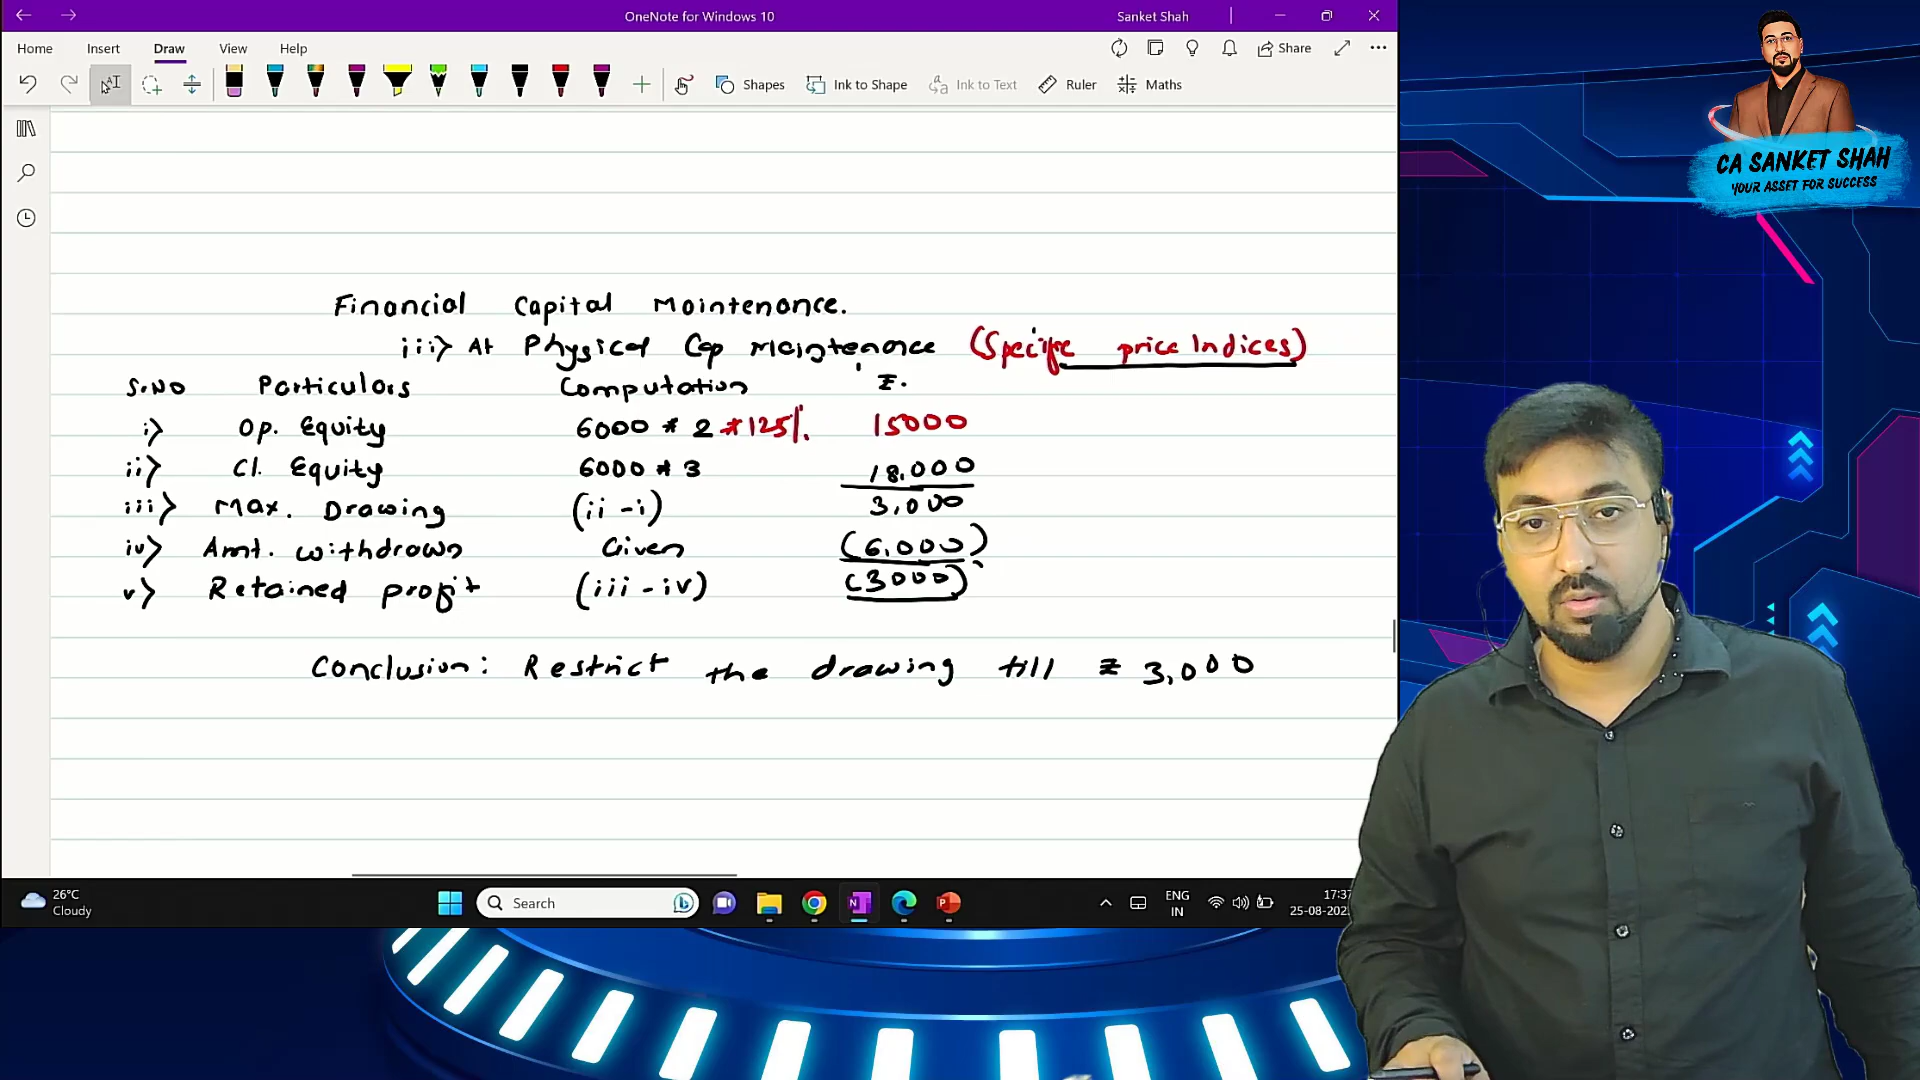 OneNote for Windows 10
Sanket Shah
Home Insert Draw View Help
Share
Shapes Ink to Shape Ink to Text Ruler Maths
CA SANKET SHAH
YOUR ASSET FOR SUCCESS
Financial Capital Maintenance.
iii> At Physical Cap Maintenance (Specific price Indices)
S.NO Particulars Computation ₹.
i> Op. Equity 6000 * 2 *125%. 15000
ii> Cl. Equity 6000 * 3 18,000
iii> Max. Drawing (ii - i) 3,000
iv> Amt. withdrawn Given (6,000)
v> Retained profit (iii - iv) (3000)
Conclusion: Restrict the drawing till ₹ 3,000
26°C
Cloudy
Search
ENG
IN
17:37
25-08-202